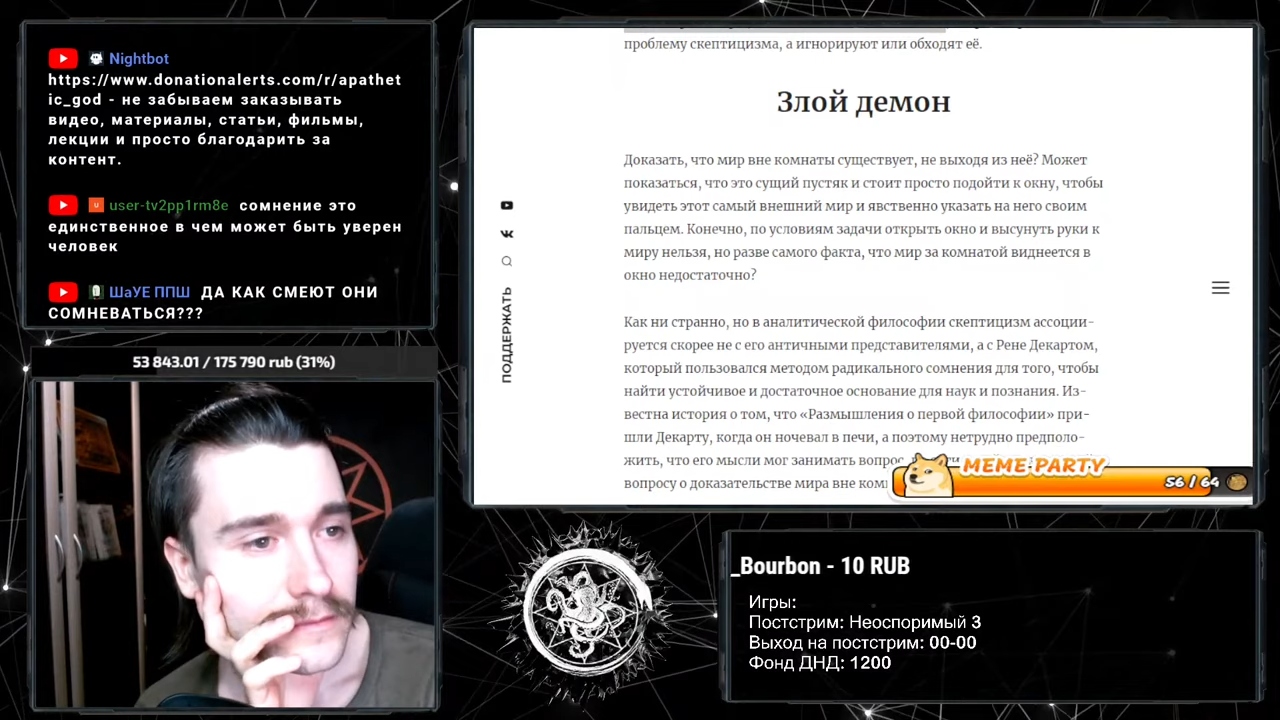 Nightbot
https://www.donationalerts.com/r/apathet
ic_god - не забываем заказывать
видео, материалы, статьи, фильмы,
лекции и просто благодарить за
контент.
user-tv2pp1rm8e сомнение это
единственное в чем может быть уверен
человек
ШаУЕ ППШ ДА КАК СМЕЮТ ОНИ
СОМНЕВАТЬСЯ???
53 843.01 / 175 790 rub (31%)
проблему скептицизма, а игнорируют или обходят её.
Злой демон
Доказать, что мир вне комнаты существует, не выходя из неё? Может
показаться, что это сущий пустяк и стоит просто подойти к окну, чтобы
увидеть этот самый внешний мир и явственно указать на него своим
пальцем. Конечно, по условиям задачи открыть окно и высунуть руки к
миру нельзя, но разве самого факта, что мир за комнатой виднеется в
окно недостаточно?
Как ни странно, но в аналитической философии скептицизм ассоции-
руется скорее не с его античными представителями, а с Рене Декартом,
который пользовался методом радикального сомнения для того, чтобы
найти устойчивое и достаточное основание для наук и познания. Из-
вестна история о том, что «Размышления о первой философии» при-
шли Декарту, когда он ночевал в печи, а поэтому нетрудно предполо-
жить, что его мысли мог занимать вопрос,
вопросу о доказательстве мира вне
ПОДДЕРЖАТЬ
MEME PARTY
56 / 64
_Bourbon - 10 RUB
Игры:
Постстрим: Неоспоримый 3
Выход на постстрим: 00-00
Фонд ДНД: 1200